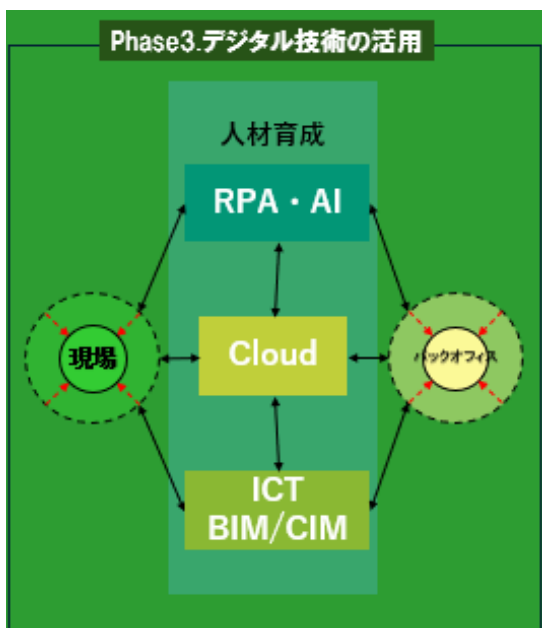 Phase3.デジタル技術の活用
人材育成
RPA・AI
現場
Cloud
バックオフィス
ICT
BIM/CIM